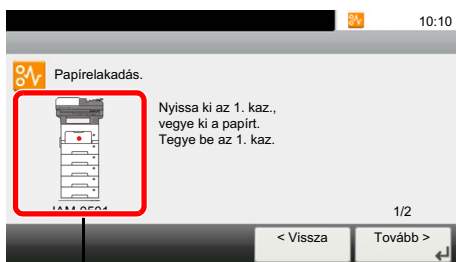 10:10
Papírelakadás.
Nyissa ki az 1. kaz.,
vegye ki a papírt.
Tegye be az 1. kaz.
1/2
< Vissza
Tovább >